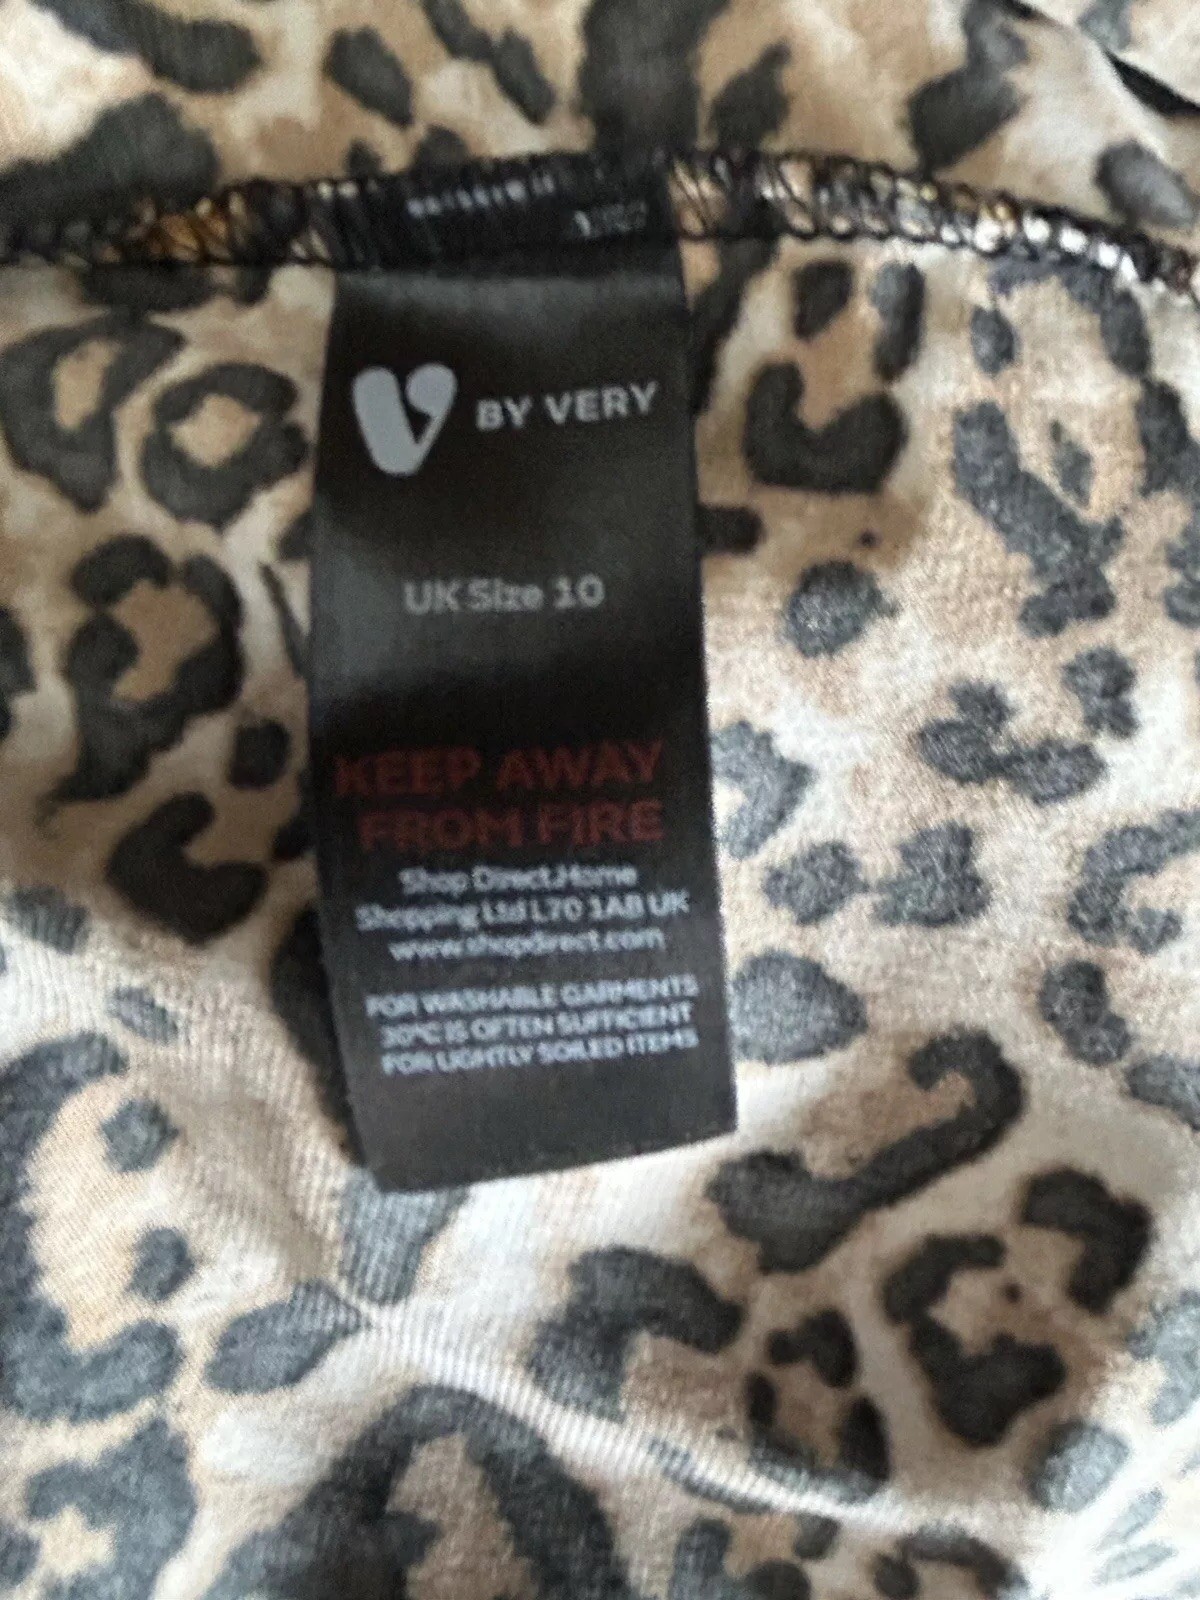 V BY VERY
UK Size 10
KEEP AWAY
FROM FIRE
Shop Direct Home
Shopping Ltd L70 1AB UK
www.shopdirect.com
FOR WASHABLE GARMENTS
30°C IS OFTEN SUFFICIENT
FOR LIGHTLY SOILED ITEMS